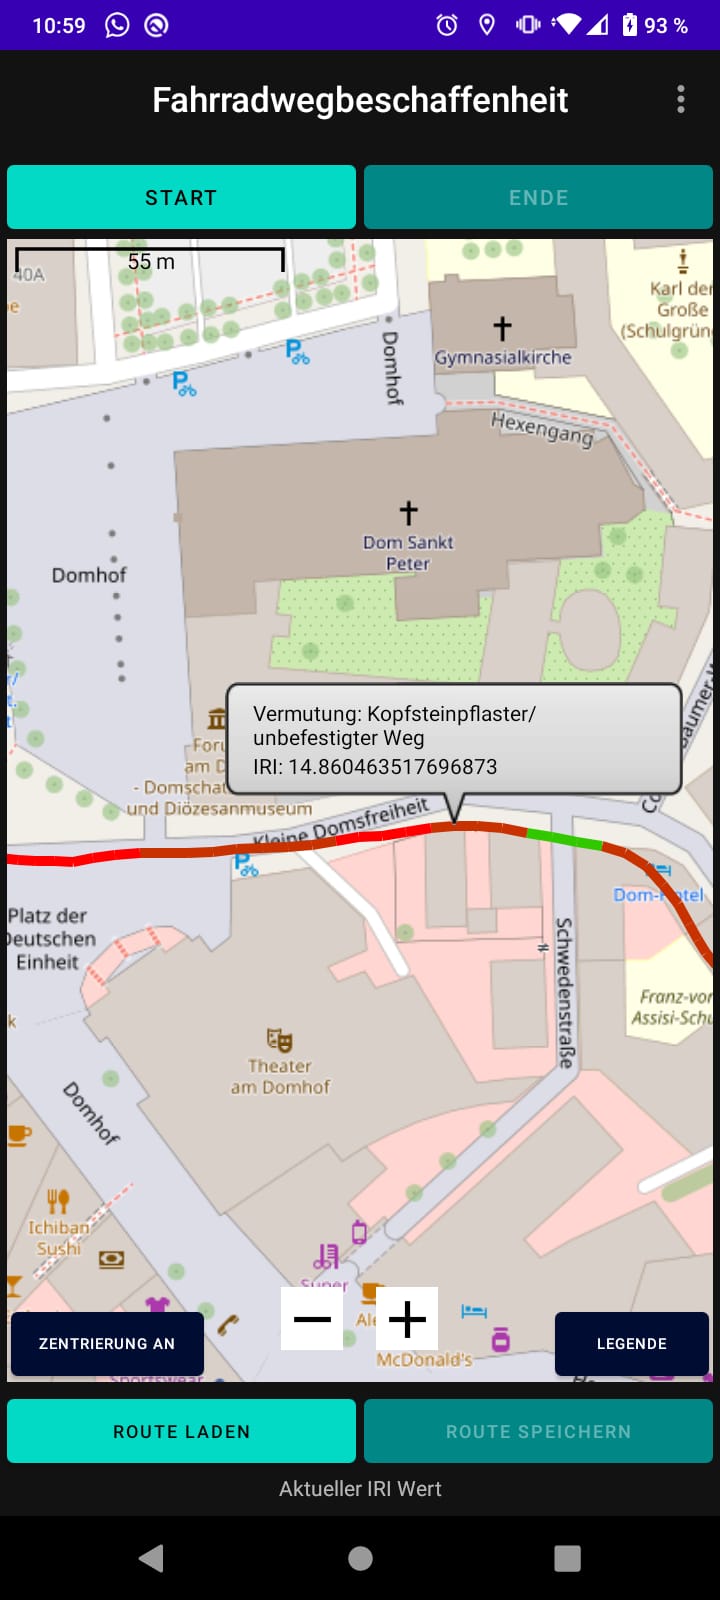 10:59
93 %
Fahrradwegbeschaffenheit
START
ENDE
55 m
40A
Karl der
Große
(Schulgrün
Domhof
Gymnasialkirche
Hexengang
Dom Sankt
Peter
Domhof
Vermutung: Kopfsteinpflaster/
unbefestigter Weg
IRI: 14.860463517696873
am D
- Domschat
und Diözesanmuseum
Kleine Domsfreiheit
Dom-Hotel
Platz der
Deutschen
Einheit
Schwedenstraße
Franz-von
Assisi-Schu
Theater
am Domhof
Domhof
Ichiban
Sushi
Super
Ale
McDonald's
Sportswear
ZENTRIERUNG AN
LEGENDE
ROUTE LADEN
ROUTE SPEICHERN
Aktueller IRI Wert